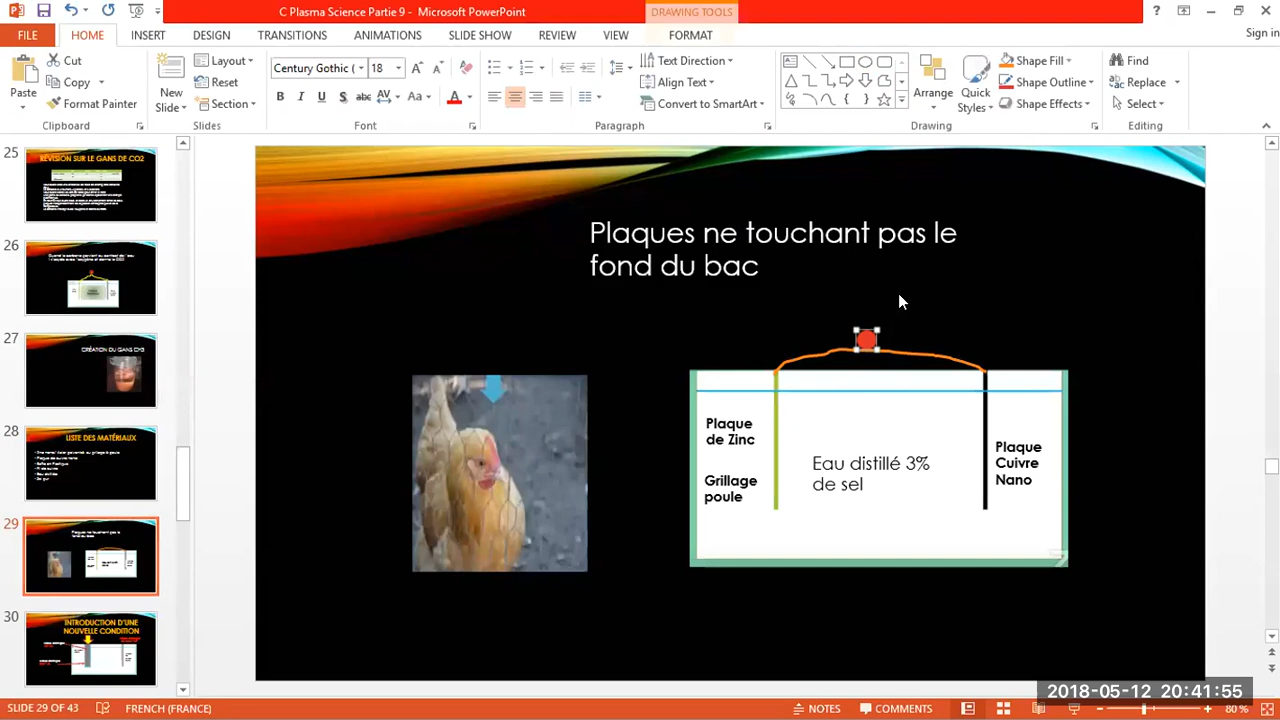 C Plasma Science Partie 9 - Microsoft PowerPoint
DRAWING TOOLS
?
FILE HOME INSERT DESIGN TRANSITIONS ANIMATIONS SLIDE SHOW REVIEW VIEW FORMAT
Sign in
Paste
Cut
Copy
Format Painter
Clipboard
New
Slide
Layout
Reset
Section
Slides
Century Gothic ( 18
B I U S abc AV Aa A
Font
Text Direction
Align Text
Convert to SmartArt
Paragraph
Arrange
Quick
Styles
Shape Fill
Shape Outline
Shape Effects
Drawing
Find
Replace
Select
Editing
25
RÉVISION SUR LE GANS DE CO2
26
27
CRÉATION DU GANS CH3
28
LISTE DES MATÉRIAUX
29
Plaques ne touchant pas le
fond du bac
30
INTRODUCTION D'UNE
NOUVELLE CONDITION
Plaques ne touchant pas le
fond du bac
Plaque
de Zinc
Grillage
poule
Eau distillé 3%
de sel
Plaque
Cuivre
Nano
2018-05-12 20:41:55
SLIDE 29 OF 43
FRENCH (FRANCE)
NOTES
COMMENTS
80 %